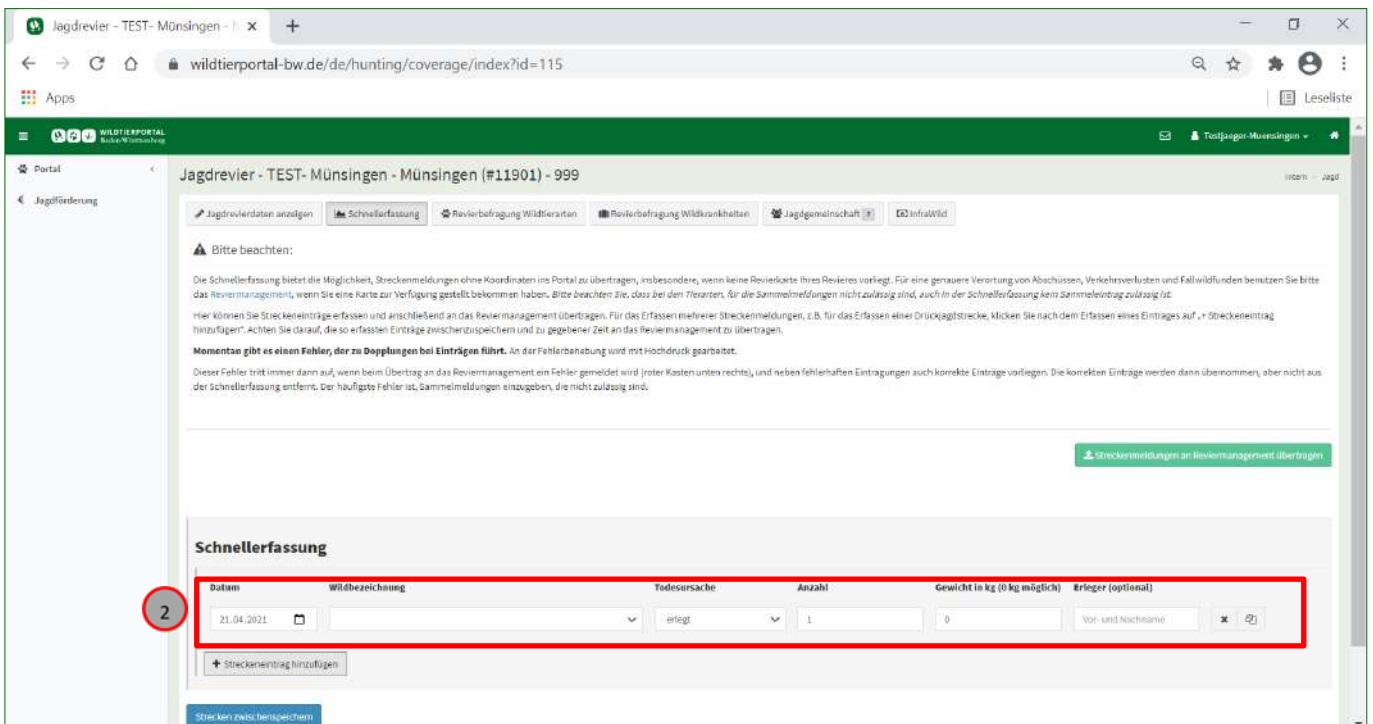 Jagdrevier - TEST- Münsingen -
wildtierportal-bw.de/de/hunting/coverage/index?id=115
Apps
Leseliste
WILDTIERPORTAL
Baden-Württemberg
Testjaeger-Muensingen
Portal
Jagdförderung
Jagdrevier - TEST- Münsingen - Münsingen (#11901) - 999
Intern - Jagd
Jagdrevierdaten anzeigen
Schnellerfassung
Revierbefragung Wildtierarten
Revierbefragung Wildkrankheiten
Jagdgemeinschaft 7
InfraWild
Bitte beachten:
Die Schnellerfassung bietet die Möglichkeit, Streckenmeldungen ohne Koordinaten ins Portal zu übertragen, insbesondere, wenn keine Revierkarte Ihres Revieres vorliegt. Für eine genauere Verortung von Abschüssen, Verkehrsverlusten und Fallwildfunden benutzen Sie bitte
das Reviermanagement, wenn Sie eine Karte zur Verfügung gestellt bekommen haben. Bitte beachten Sie, dass bei den Tierarten, für die Sammelmeldungen nicht zulässig sind, auch in der Schnellerfassung kein Sammeleintrag zulässig ist.
Hier können Sie Streckeneinträge erfassen und anschließend an das Reviermanagement übertragen. Für das Erfassen mehrerer Streckenmeldungen, z.B. für das Erfassen einer Drückjagdstrecke, klicken Sie nach dem Erfassen eines Eintrages auf „+ Streckeneintrag
hinzufügen". Achten Sie darauf, die so erfassten Einträge zwischenzuspeichern und zu gegebener Zeit an das Reviermanagement zu übertragen.
Momentan gibt es einen Fehler, der zu Dopplungen bei Einträgen führt. An der Fehlerbehebung wird mit Hochdruck gearbeitet.
Dieser Fehler tritt immer dann auf, wenn beim Übertrag an das Reviermanagement ein Fehler gemeldet wird (roter Kasten unten rechts), und neben fehlerhaften Eintragungen auch korrekte Einträge vorliegen. Die korrekten Einträge werden dann übernommen, aber nicht aus
der Schnellerfassung entfernt. Der häufigste Fehler ist, Sammelmeldungen einzugeben, die nicht zulässig sind.
Streckenmeldungen an Reviermanagement übertragen
Schnellerfassung
Datum Wildbezeichnung Todesursache Anzahl Gewicht in kg (0 kg möglich) Erleger (optional)
2
21.04.2021 erlegt 1 0 Vor- und Nachname
+ Streckeneintrag hinzufügen
Strecken zwischenspeichern